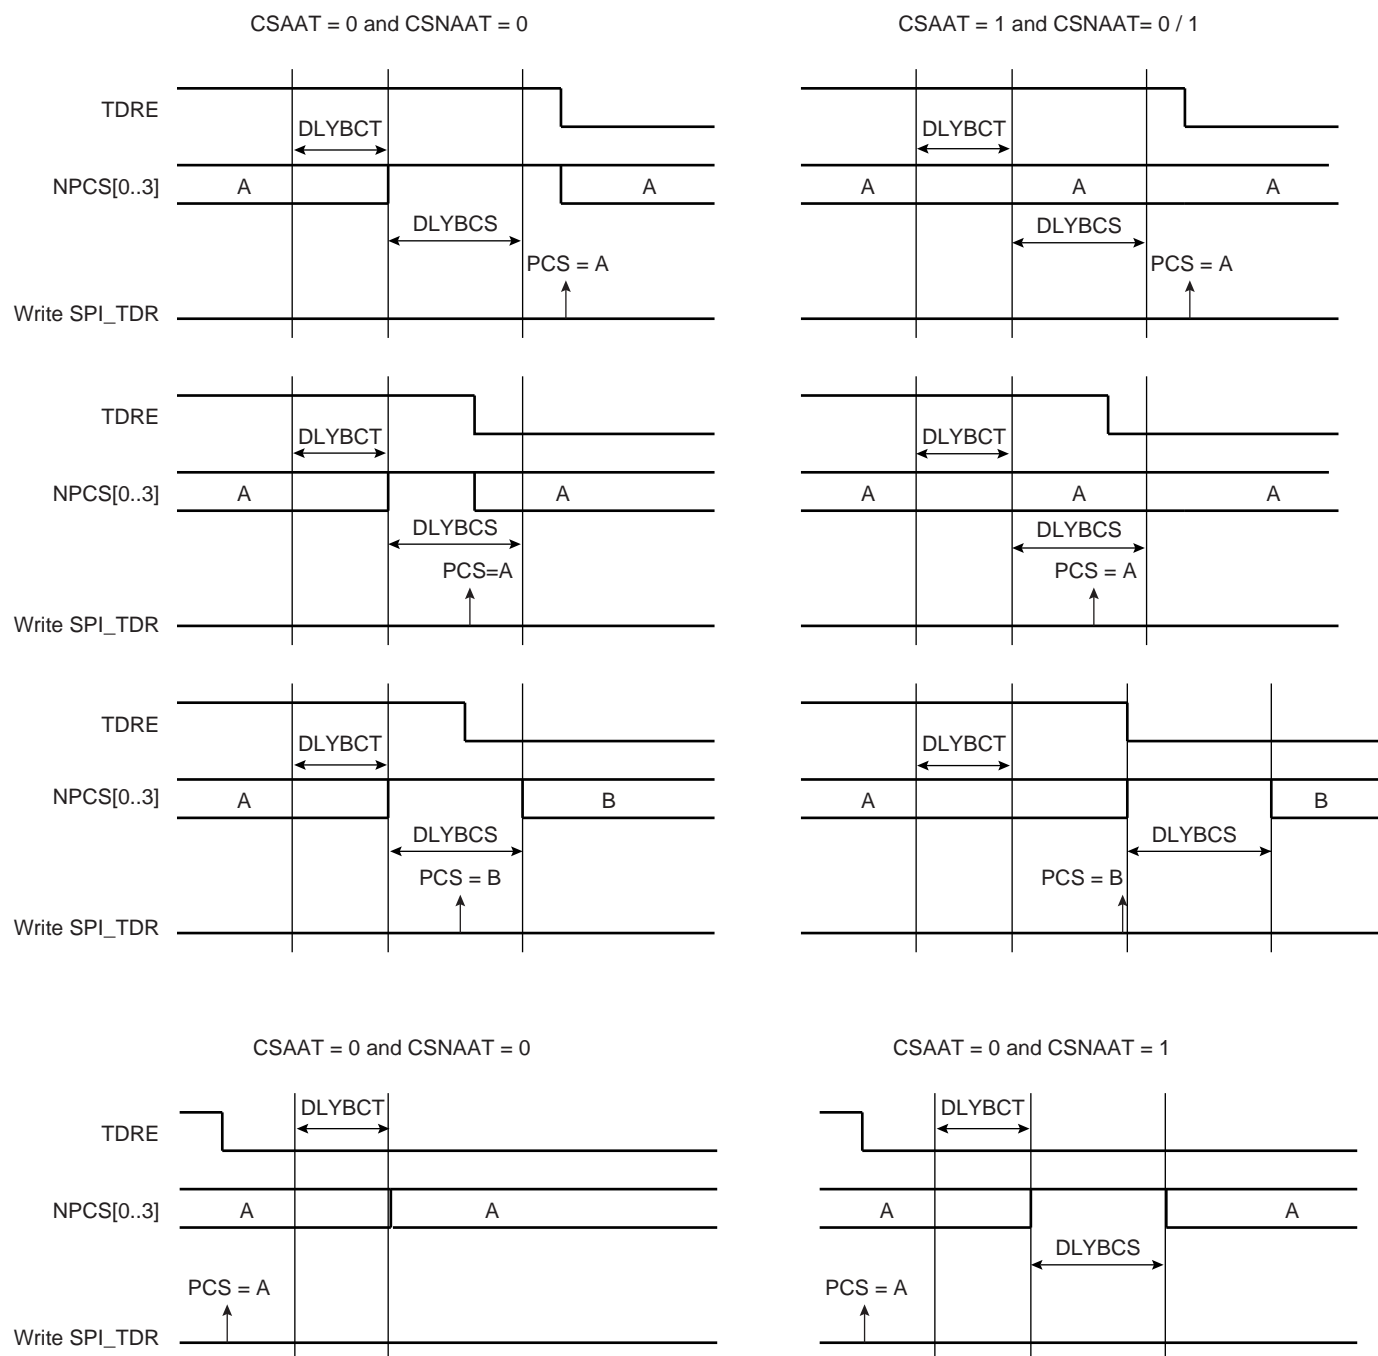 CSAAT = 0 and CSNAAT = 0
CSAAT = 1 and CSNAAT= 0 / 1
TDRE
DLYBCT
DLYBCT
NPCS[0..3]
A
A
A
A
A
DLYBCS
DLYBCS
PCS = A
PCS = A
Write SPI_TDR
TDRE
DLYBCT
DLYBCT
NPCS[0..3]
A
A
A
A
A
DLYBCS
DLYBCS
PCS=A
PCS = A
Write SPI_TDR
TDRE
DLYBCT
DLYBCT
NPCS[0..3]
A
B
A
B
DLYBCS
DLYBCS
PCS = B
PCS = B
Write SPI_TDR
CSAAT = 0 and CSNAAT = 0
CSAAT = 0 and CSNAAT = 1
DLYBCT
DLYBCT
TDRE
NPCS[0..3]
A
A
A
A
DLYBCS
PCS = A
PCS = A
Write SPI_TDR